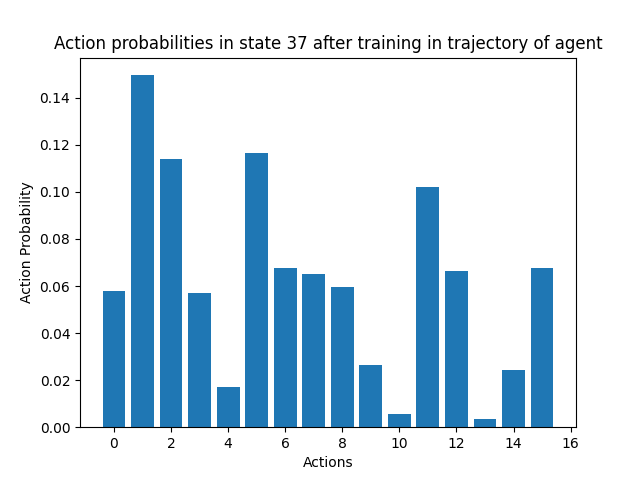 Action probabilities in state 37 after training in trajectory of agent
0.14
0.12
0.10
0.08
0.06
0.04
0.02
0.00
Action Probability
0 2 4 6 8 10 12 14 16
Actions